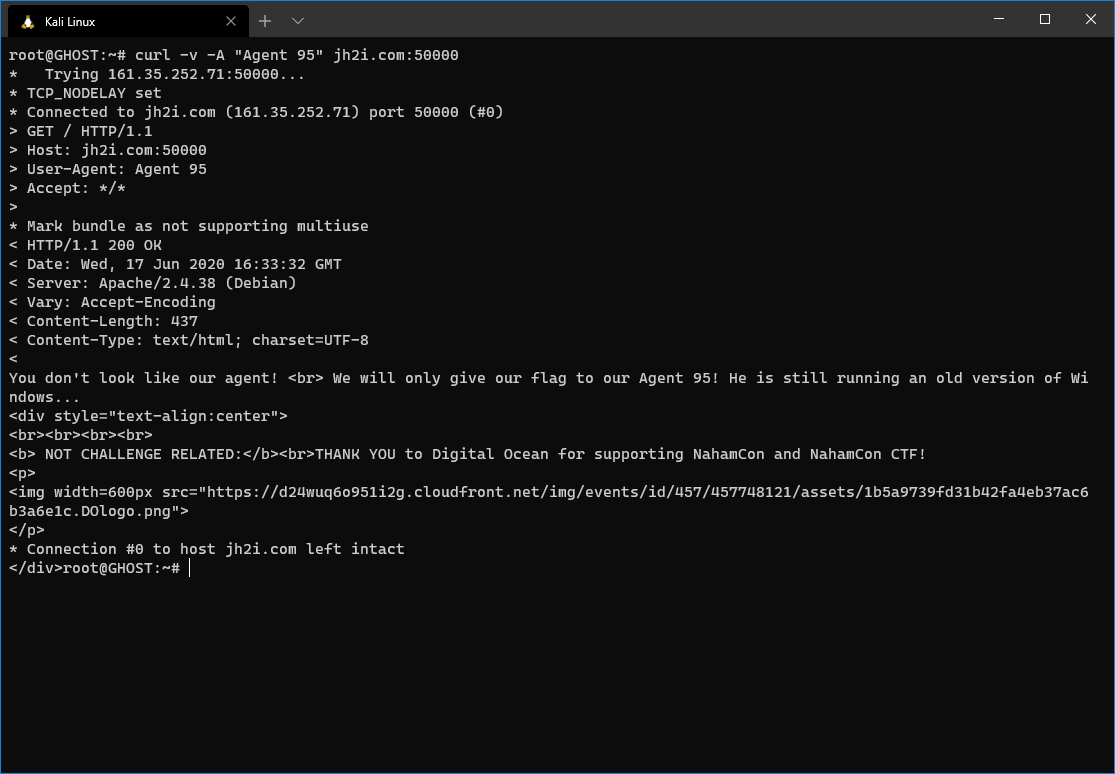 Kali Linux
root@GHOST:~# curl -v -A "Agent 95" jh2i.com:50000
*   Trying 161.35.252.71:50000...
* TCP_NODELAY set
* Connected to jh2i.com (161.35.252.71) port 50000 (#0)
> GET / HTTP/1.1
> Host: jh2i.com:50000
> User-Agent: Agent 95
> Accept: */*
>
* Mark bundle as not supporting multiuse
< HTTP/1.1 200 OK
< Date: Wed, 17 Jun 2020 16:33:32 GMT
< Server: Apache/2.4.38 (Debian)
< Vary: Accept-Encoding
< Content-Length: 437
< Content-Type: text/html; charset=UTF-8
<
You don't look like our agent! <br> We will only give our flag to our Agent 95! He is still running an old version of Wi
ndows...
<div style="text-align:center">
<br><br><br><br>
<b> NOT CHALLENGE RELATED:</b><br>THANK YOU to Digital Ocean for supporting NahamCon and NahamCon CTF!
<p>
<img width=600px src="https://d24wuq6o951i2g.cloudfront.net/img/events/id/457/457748121/assets/1b5a9739fd31b42fa4eb37ac6
b3a6e1c.DOlogo.png">
</p>
* Connection #0 to host jh2i.com left intact
</div>root@GHOST:~#